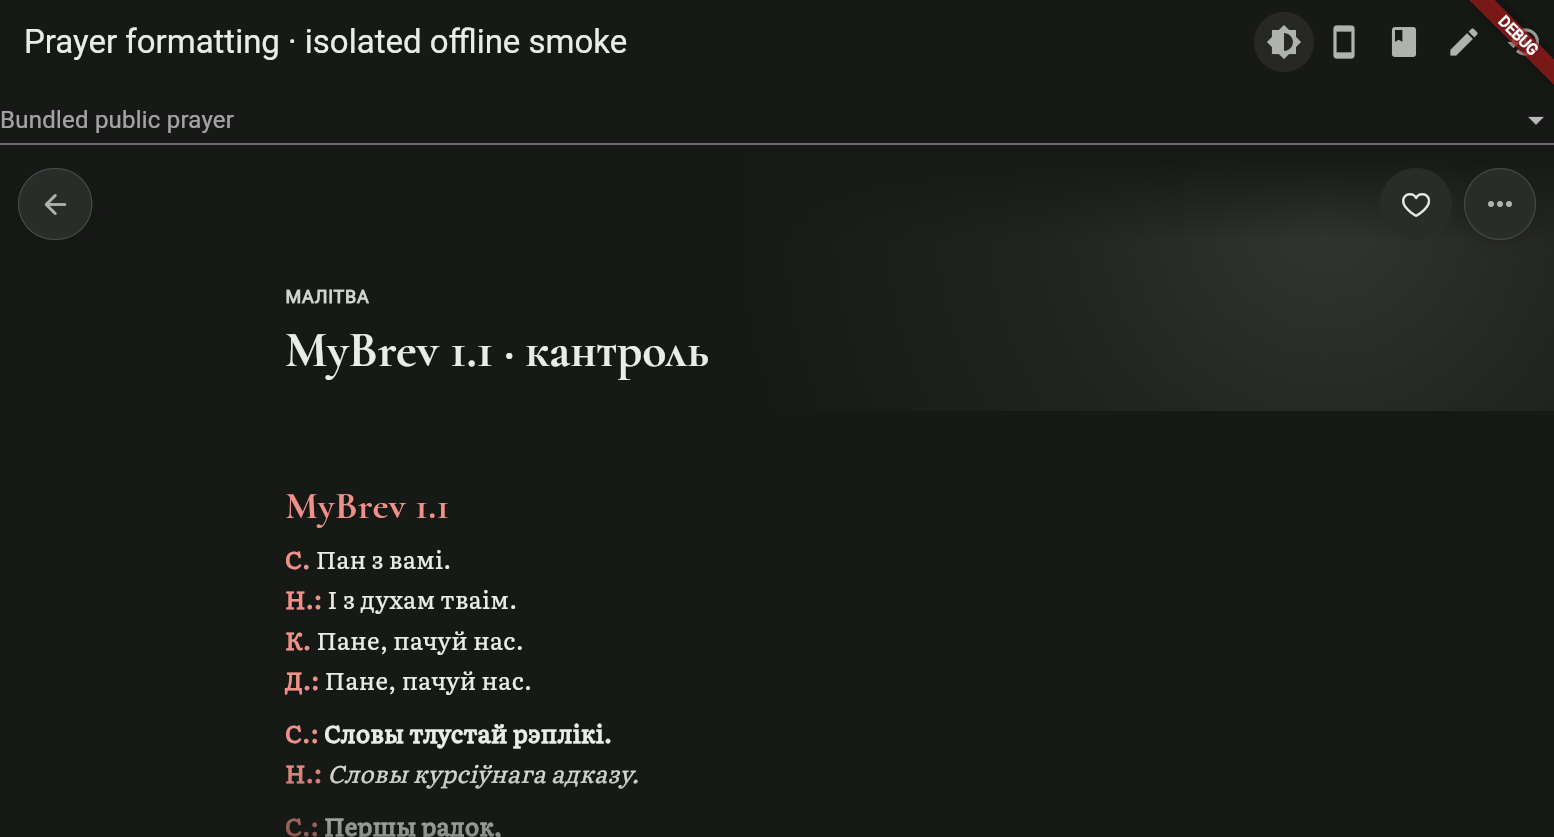 Prayer formatting · isolated offline smoke
DEBUG
Bundled public prayer
МАЛІТВА
MyBrev 1.1 · кантроль
MyBrev 1.1
С. Пан з вамі.
Н.: І з духам тваім.
К. Пане, пачуй нас.
Д.: Пане, пачуй нас.
С.: Словы тлустай рэплікі.
Н.: Словы курсіўнага адказу.
С.: Першы радок,